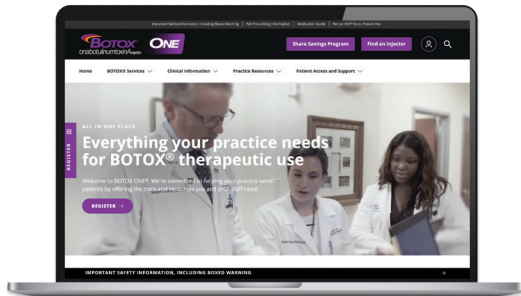 Important Safety Information, Including Boxed Warning | Full Prescribing Information | Medication Guide | Not an HCP? Go to Patient Site
BOTOX ONE
onabotulinumtoxinA
Share Savings Program
Find an Injector
Home
BOTOX® Services
Clinical Information
Practice Resources
Patient Access and Support
REGISTER
ALL IN ONE PLACE
Everything your practice needs
for BOTOX® therapeutic use
Welcome to BOTOX ONE®. We're committed to helping your practice serve
patients by offering the tools and resources you and your staff need.
REGISTER →
IMPORTANT SAFETY INFORMATION, INCLUDING BOXED WARNING +